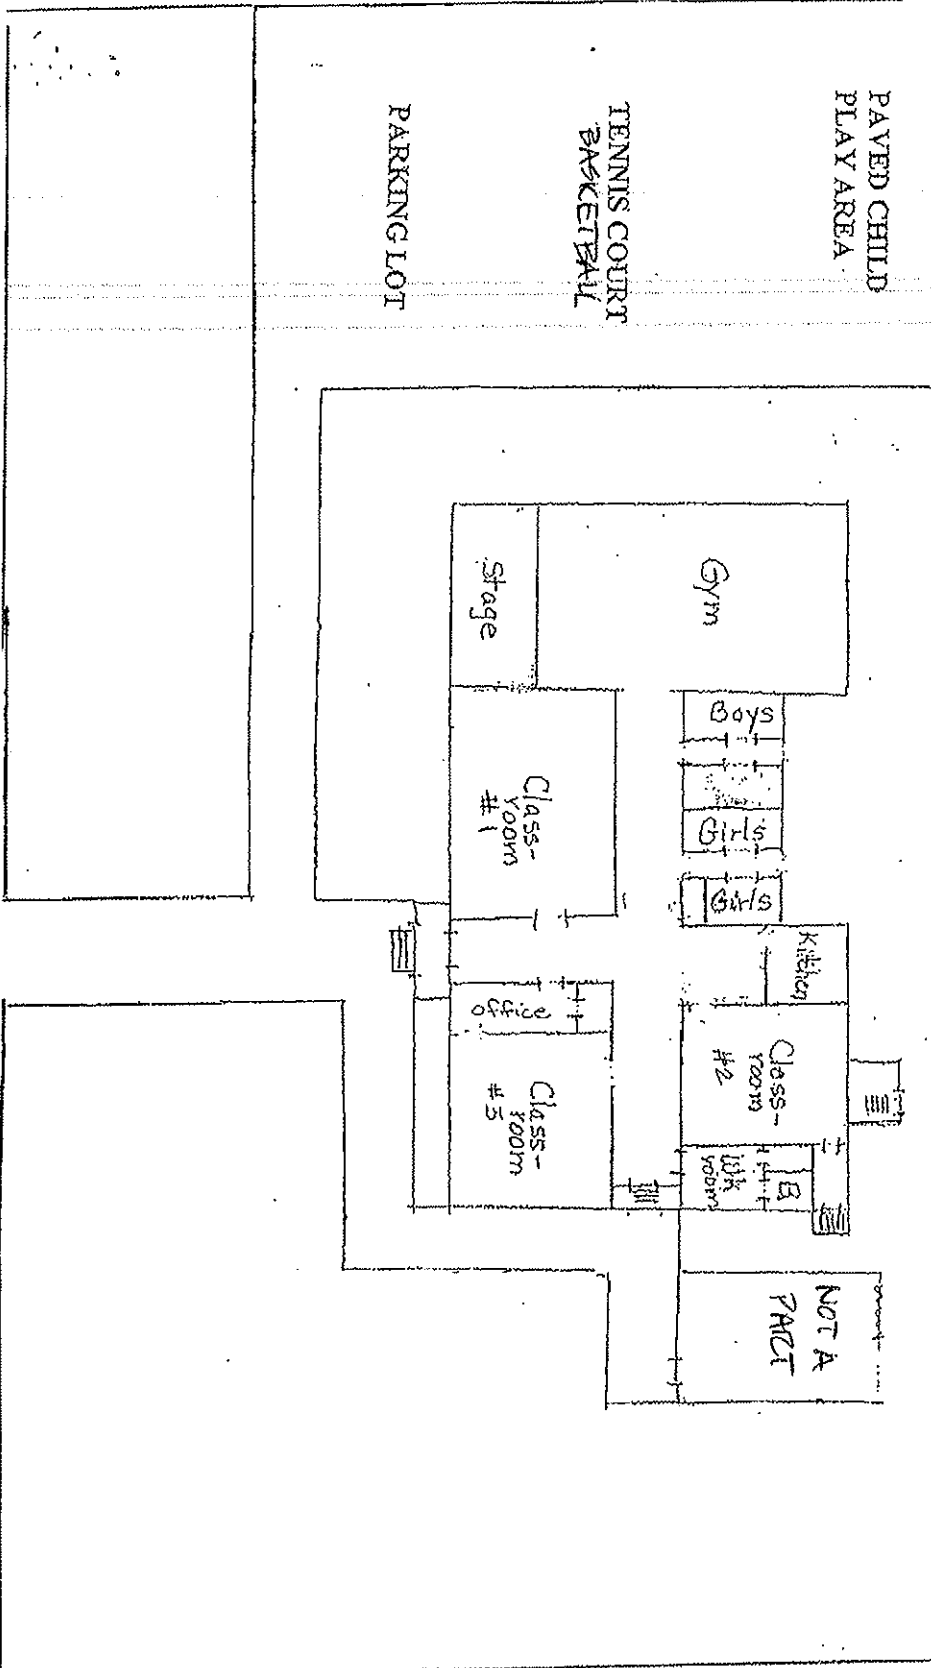 PAVED CHILD
PLAY AREA
TENNIS COURT
BASKETBALL
PARKING LOT
Gym
Stage
Boys
Girls
Girls
Kitchen
Class-
room
#1
Class-
room
#2
office
Class-
room
#3
Wk
room
B
NOT A
PART